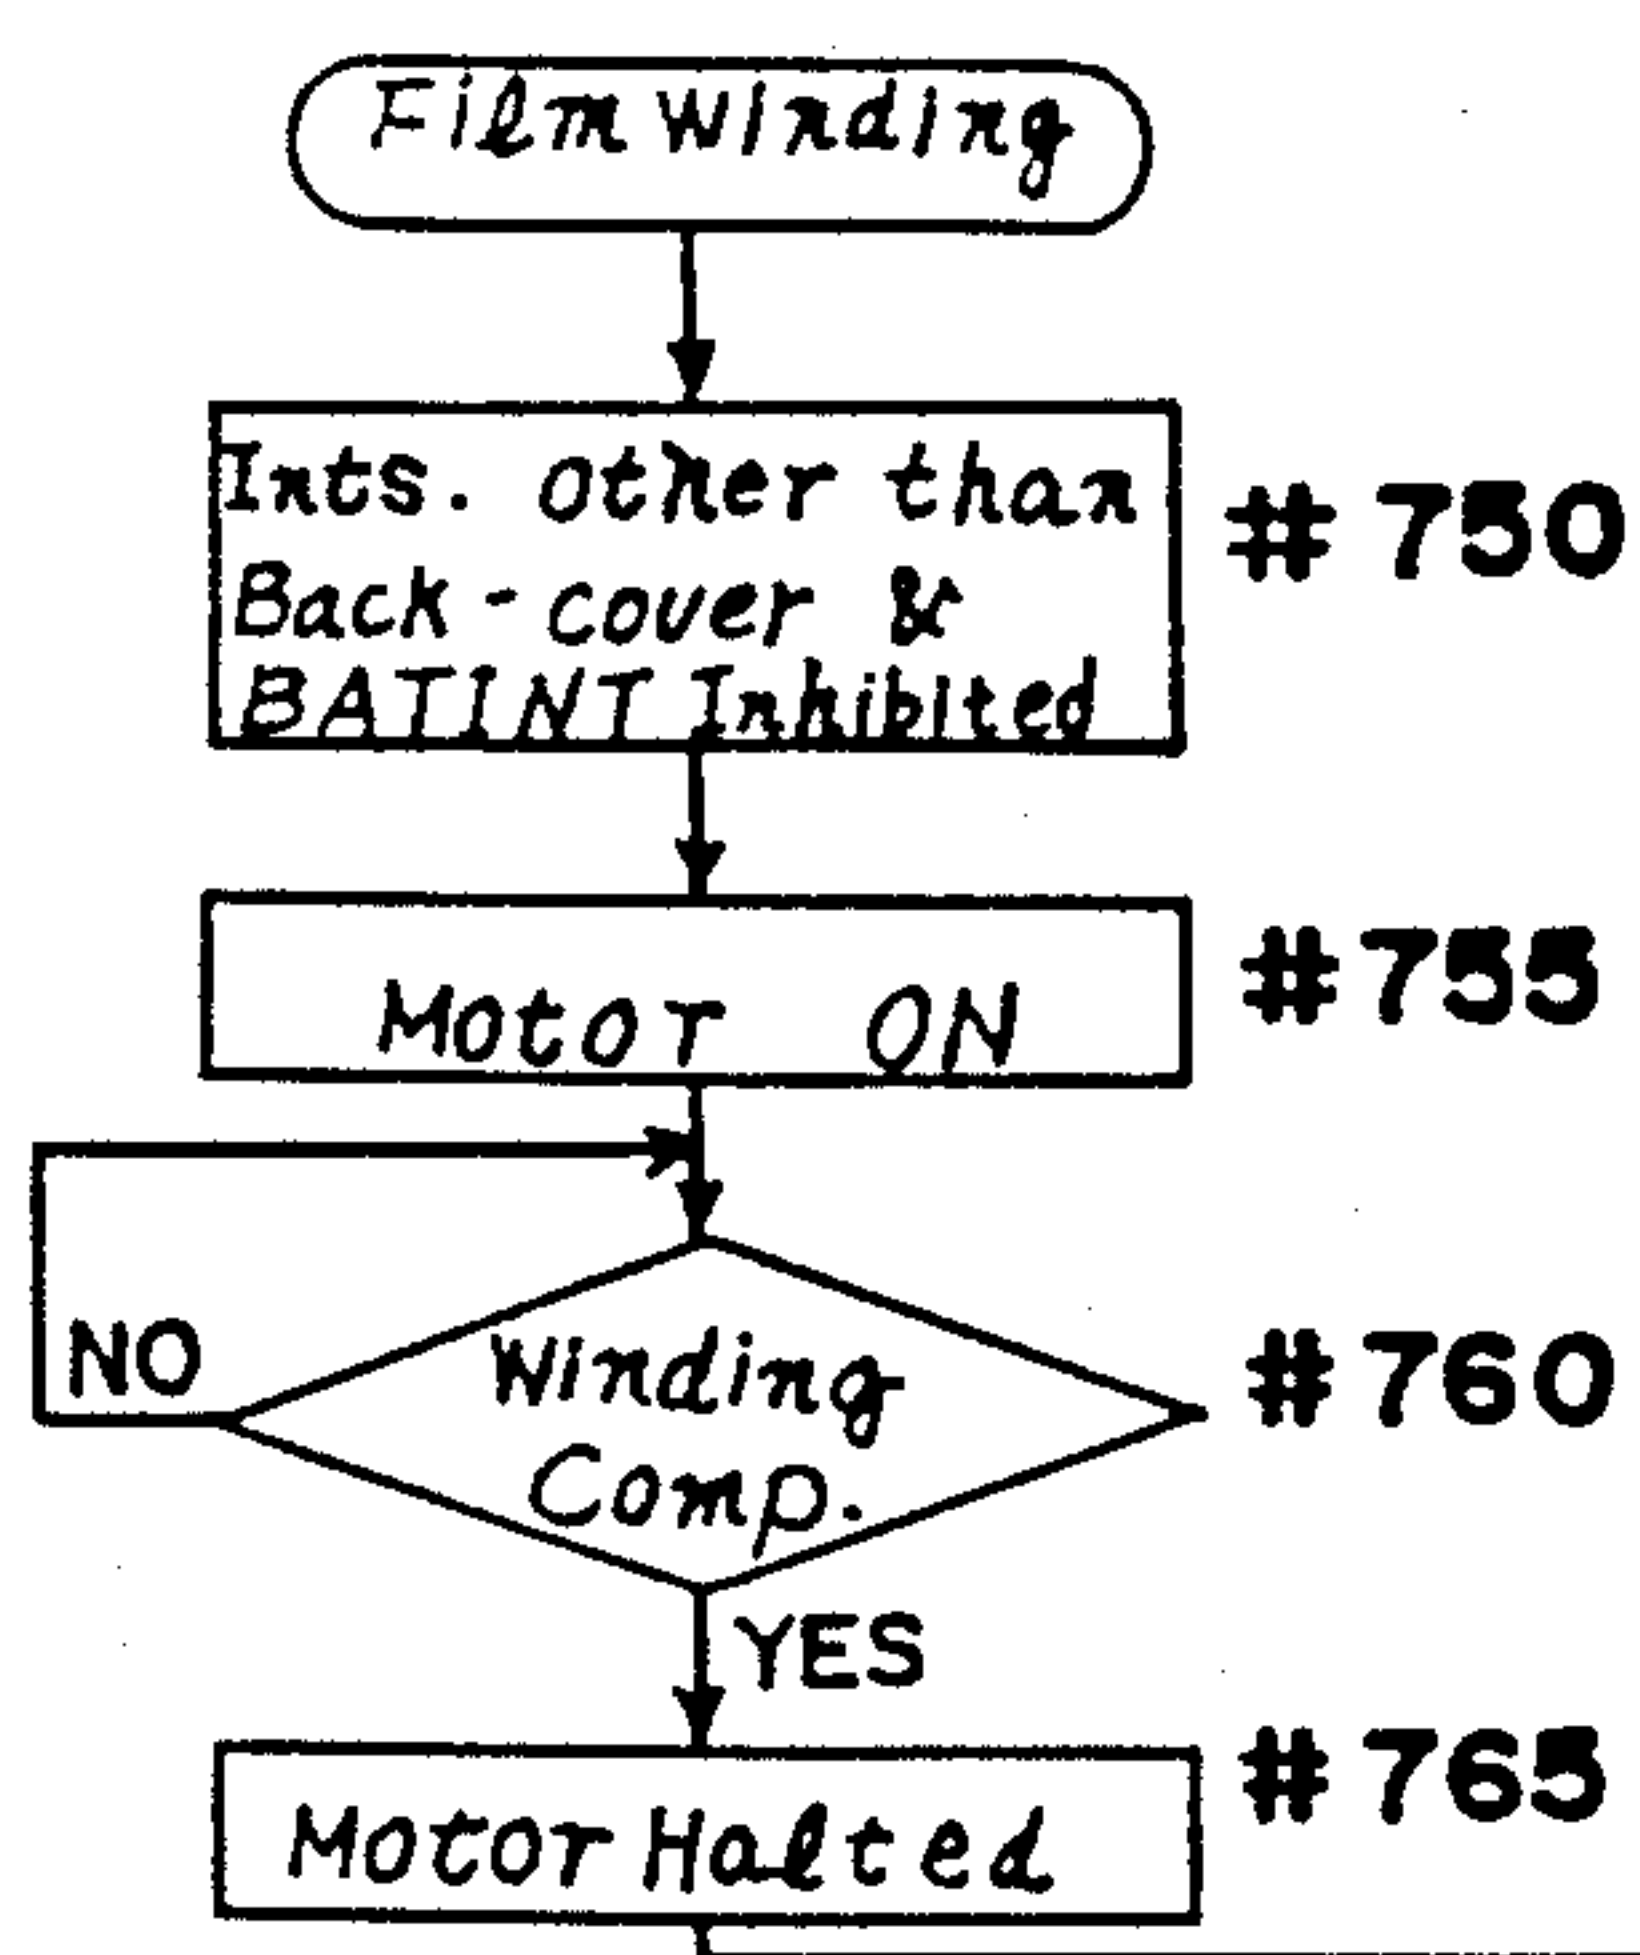 Film Winding
Ints. other than
Back-cover &
BATINT Inhibited
#750
Motor ON
#755
NO
Winding
Comp.
#760
YES
Motor Halted
#765